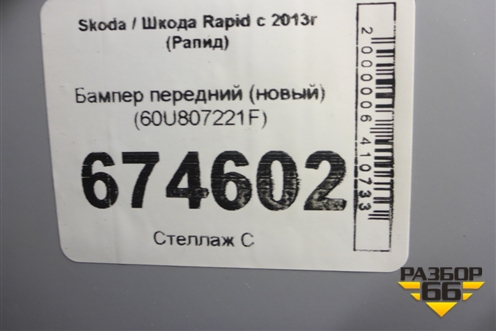 Skoda / Шкода Rapid с 2013г
(Рапид)
Бампер передний (новый)
(60U807221F)
674602
Стеллаж С
2000006410733
РАЗБОР
66